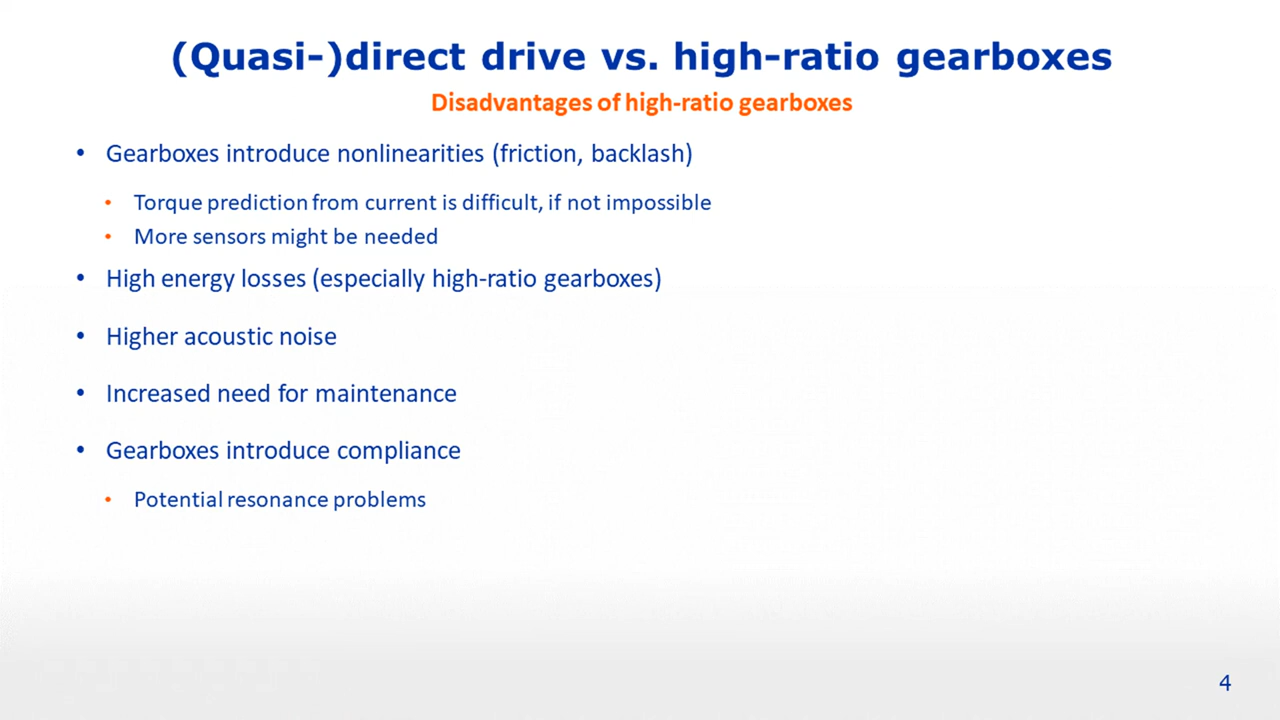 (Quasi-)direct drive vs. high-ratio gearboxes
Disadvantages of high-ratio gearboxes
• Gearboxes introduce nonlinearities (friction, backlash)
• Torque prediction from current is difficult, if not impossible
• More sensors might be needed
• High energy losses (especially high-ratio gearboxes)
• Higher acoustic noise
• Increased need for maintenance
• Gearboxes introduce compliance
• Potential resonance problems
4